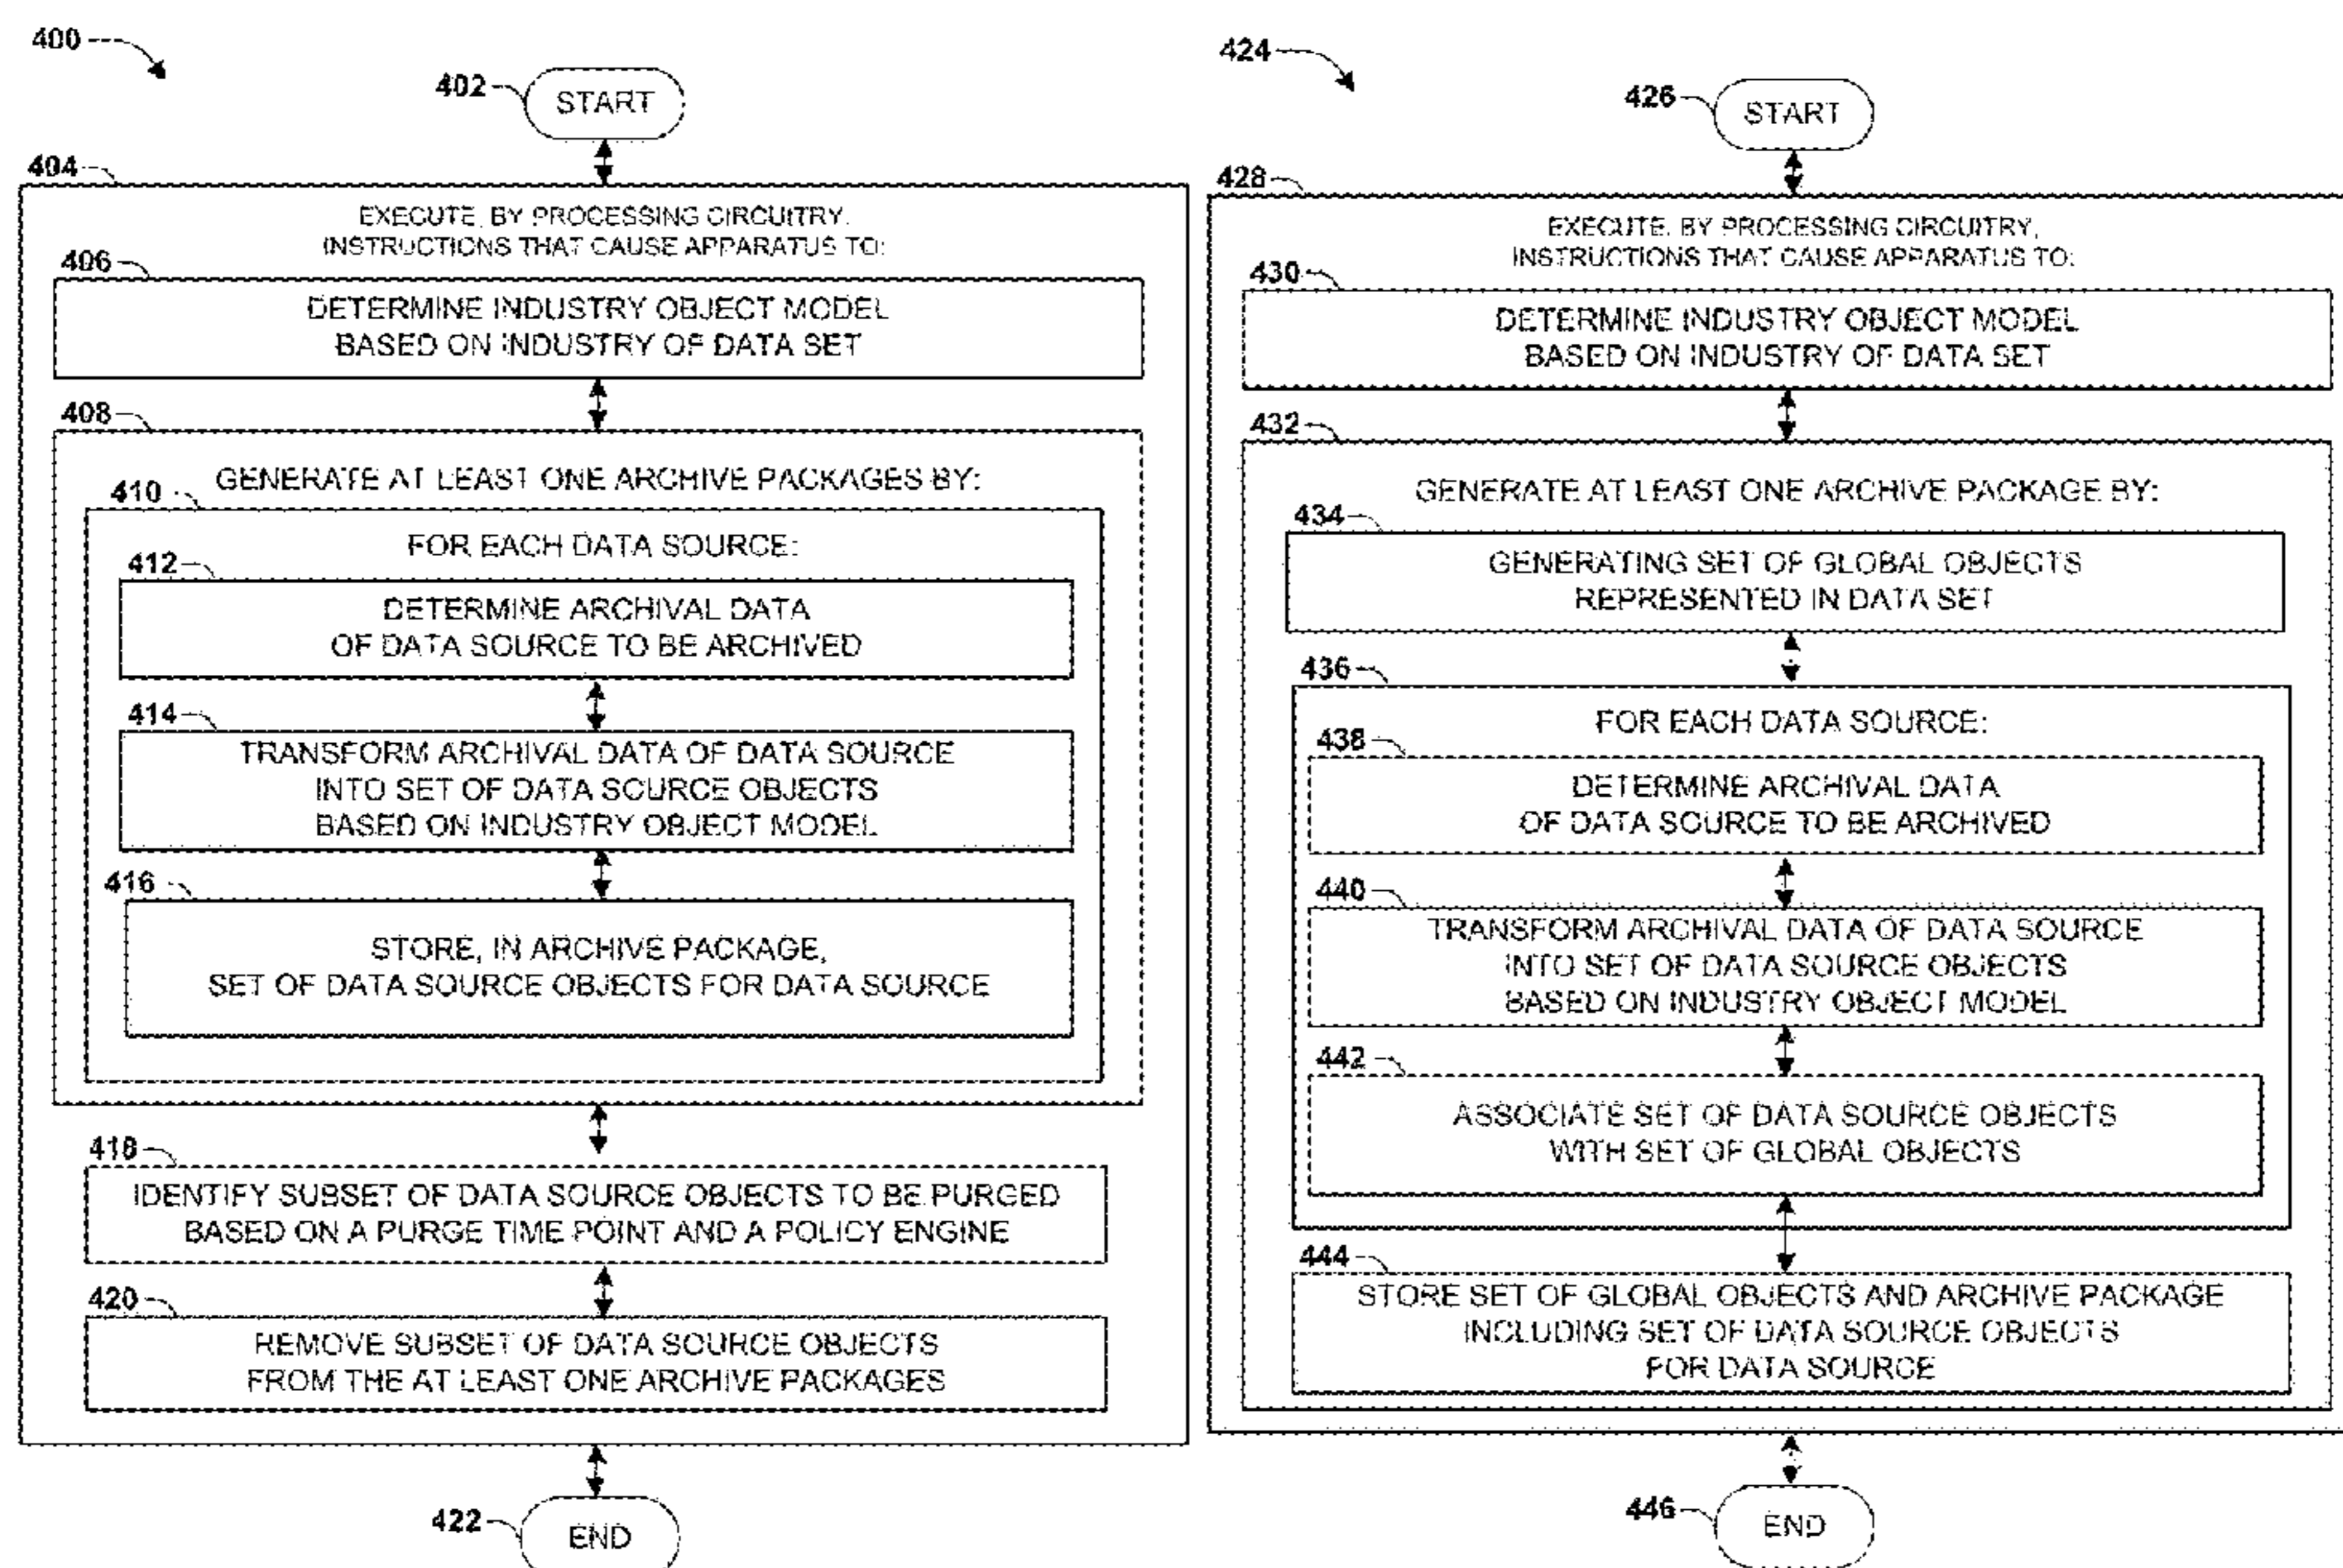 400
402
START
404
EXECUTE, BY PROCESSING CIRCUITRY,
INSTRUCTIONS THAT CAUSE APPARATUS TO:
406
DETERMINE INDUSTRY OBJECT MODEL
BASED ON INDUSTRY OF DATA SET
408
GENERATE AT LEAST ONE ARCHIVE PACKAGES BY:
410
FOR EACH DATA SOURCE:
412
DETERMINE ARCHIVAL DATA
OF DATA SOURCE TO BE ARCHIVED
414
TRANSFORM ARCHIVAL DATA OF DATA SOURCE
INTO SET OF DATA SOURCE OBJECTS
BASED ON INDUSTRY OBJECT MODEL
416
STORE, IN ARCHIVE PACKAGE,
SET OF DATA SOURCE OBJECTS FOR DATA SOURCE
418
IDENTIFY SUBSET OF DATA SOURCE OBJECTS TO BE PURGED
BASED ON A PURGE TIME POINT AND A POLICY ENGINE
420
REMOVE SUBSET OF DATA SOURCE OBJECTS
FROM THE AT LEAST ONE ARCHIVE PACKAGES
422
END
424
426
START
428
EXECUTE, BY PROCESSING CIRCUITRY,
INSTRUCTIONS THAT CAUSE APPARATUS TO:
430
DETERMINE INDUSTRY OBJECT MODEL
BASED ON INDUSTRY OF DATA SET
432
GENERATE AT LEAST ONE ARCHIVE PACKAGE BY:
434
GENERATING SET OF GLOBAL OBJECTS
REPRESENTED IN DATA SET
436
FOR EACH DATA SOURCE:
438
DETERMINE ARCHIVAL DATA
OF DATA SOURCE TO BE ARCHIVED
440
TRANSFORM ARCHIVAL DATA OF DATA SOURCE
INTO SET OF DATA SOURCE OBJECTS
BASED ON INDUSTRY OBJECT MODEL
442
ASSOCIATE SET OF DATA SOURCE OBJECTS
WITH SET OF GLOBAL OBJECTS
444
STORE SET OF GLOBAL OBJECTS AND ARCHIVE PACKAGE
INCLUDING SET OF DATA SOURCE OBJECTS
FOR DATA SOURCE
446
END